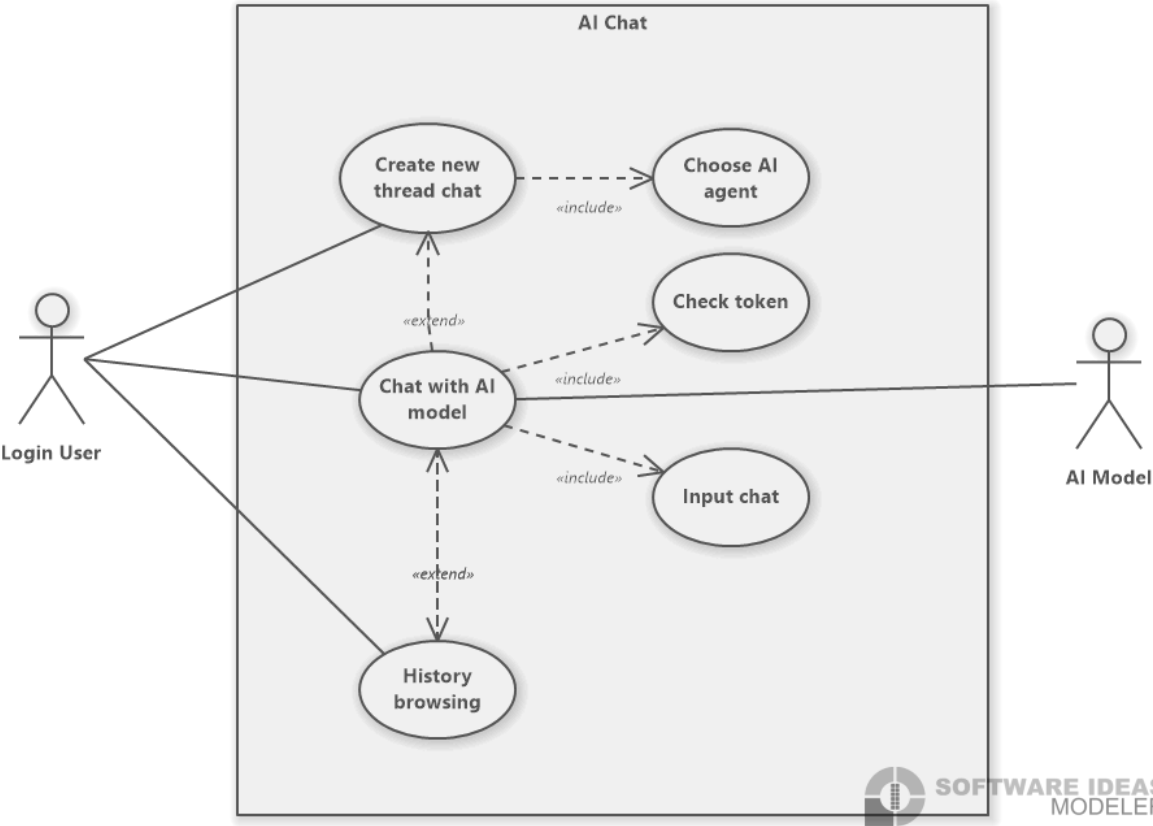 AI Chat
Create new
thread chat
«include»
Choose AI
agent
Check token
«extend»
Chat with AI
model
«include»
«include»
Input chat
Login User
AI Model
«extend»
History
browsing
SOFTWARE IDEAS
MODELER